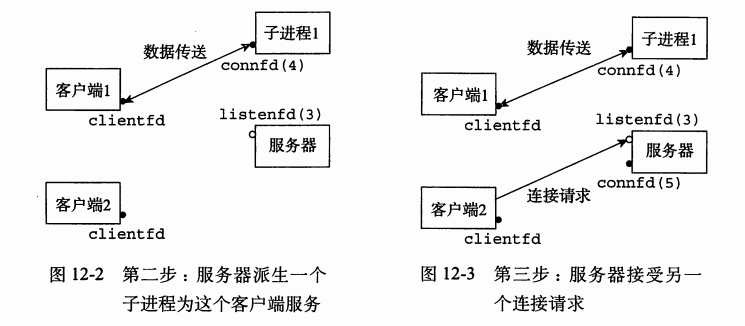 子进程1
数据传送
connfd(4)
客户端1
clientfd
listenfd(3)
服务器
客户端2
clientfd
图 12-2 第二步：服务器派生一个
子进程为这个客户端服务
子进程1
数据传送
connfd(4)
客户端1
clientfd
listenfd(3)
服务器
connfd(5)
连接请求
客户端2
clientfd
图 12-3 第三步：服务器接受另一
个连接请求